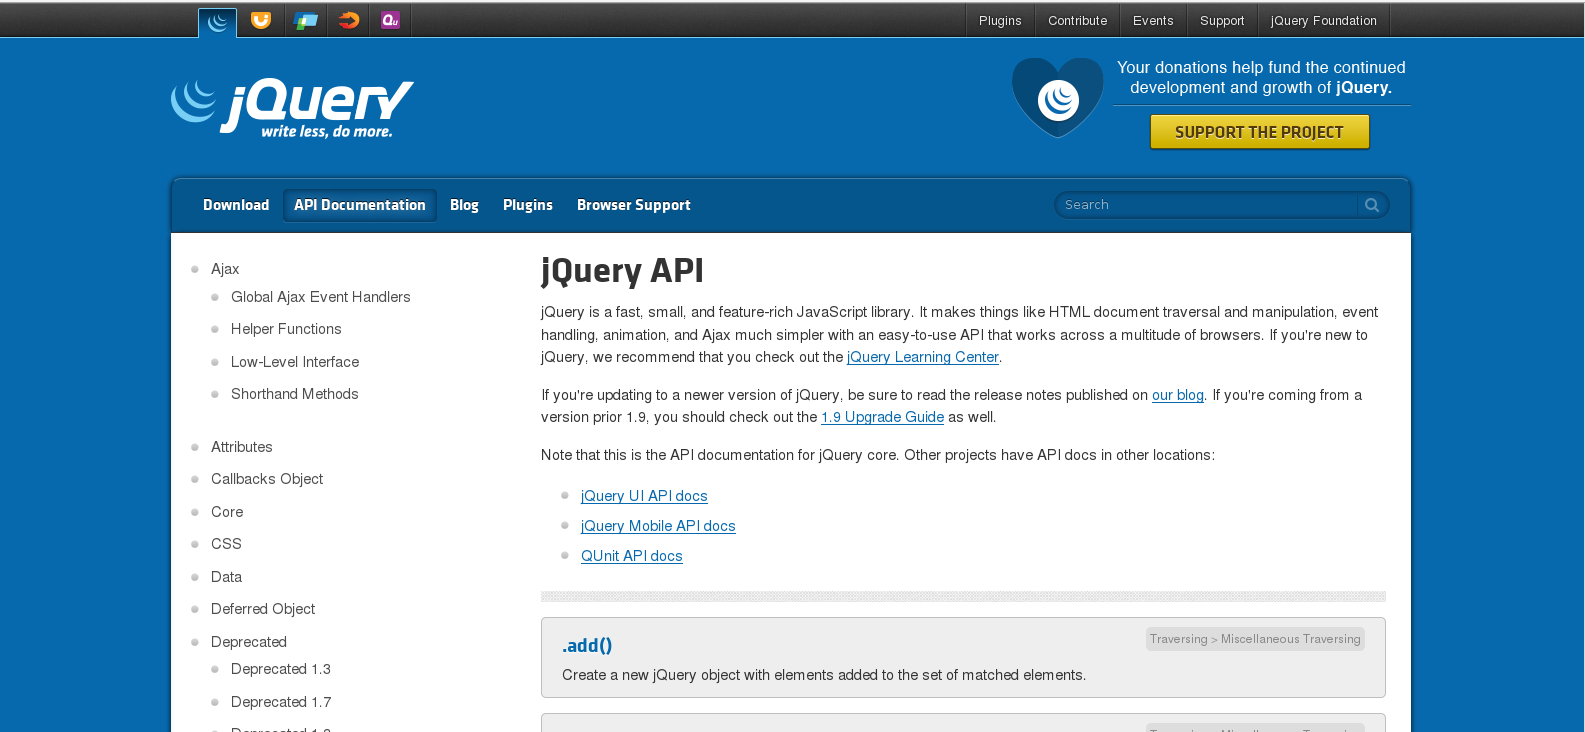 Qu
Plugins
Contribute
Events
Support
jQuery Foundation
jQuery
write less, do more.
Your donations help fund the continued
development and growth of jQuery.
SUPPORT THE PROJECT
Download
API Documentation
Blog
Plugins
Browser Support
Search
Ajax
Global Ajax Event Handlers
Helper Functions
Low-Level Interface
Shorthand Methods
Attributes
Callbacks Object
Core
CSS
Data
Deferred Object
Deprecated
Deprecated 1.3
Deprecated 1.7
jQuery API
jQuery is a fast, small, and feature-rich JavaScript library. It makes things like HTML document traversal and manipulation, event
handling, animation, and Ajax much simpler with an easy-to-use API that works across a multitude of browsers. If you're new to
jQuery, we recommend that you check out the jQuery Learning Center.
If you're updating to a newer version of jQuery, be sure to read the release notes published on our blog. If you're coming from a
version prior 1.9, you should check out the 1.9 Upgrade Guide as well.
Note that this is the API documentation for jQuery core. Other projects have API docs in other locations:
jQuery UI API docs
jQuery Mobile API docs
QUnit API docs
.add()
Traversing > Miscellaneous Traversing
Create a new jQuery object with elements added to the set of matched elements.